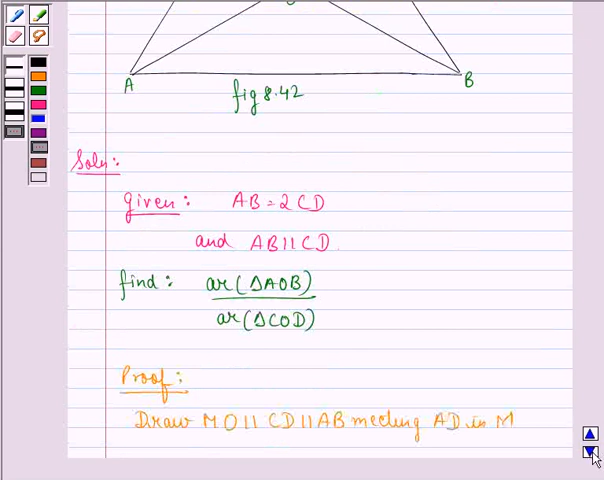 A B
fig 8.42
Soln:
given: AB = 2CD
and AB || CD.
find: ar(ΔAOB)
ar(ΔCOD)
Proof:
Draw MO || CD || AB meeting AD in M